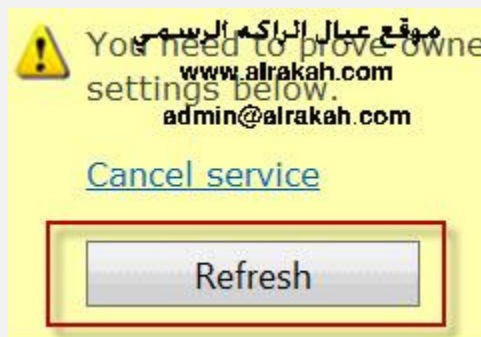 You need to prove owne
موقع عيال الراكه الرسمي
www.alrakah.com
settings below.
admin@alrakah.com
Cancel service
Refresh